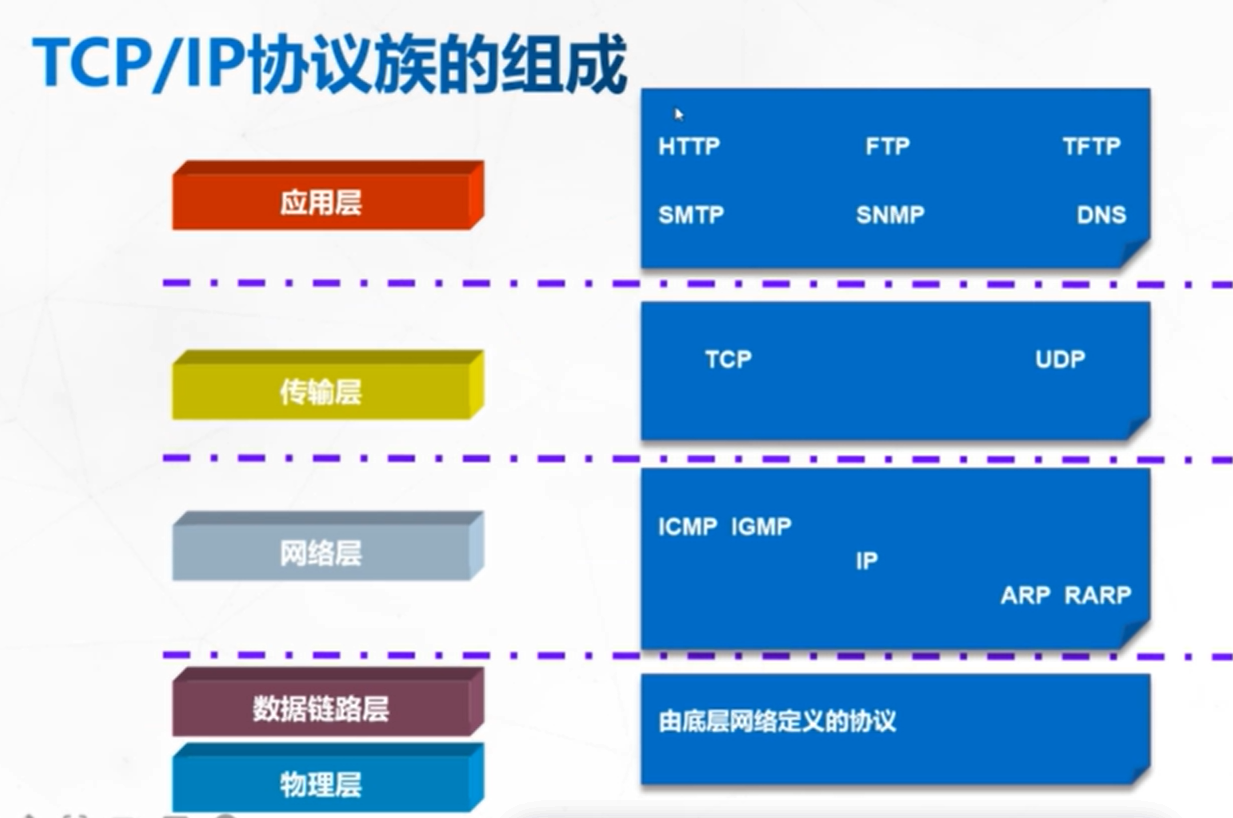 TCP/IP协议族的组成
应用层
HTTP FTP TFTP
SMTP SNMP DNS
传输层
TCP UDP
网络层
ICMP IGMP
IP
ARP RARP
数据链路层
由底层网络定义的协议
物理层